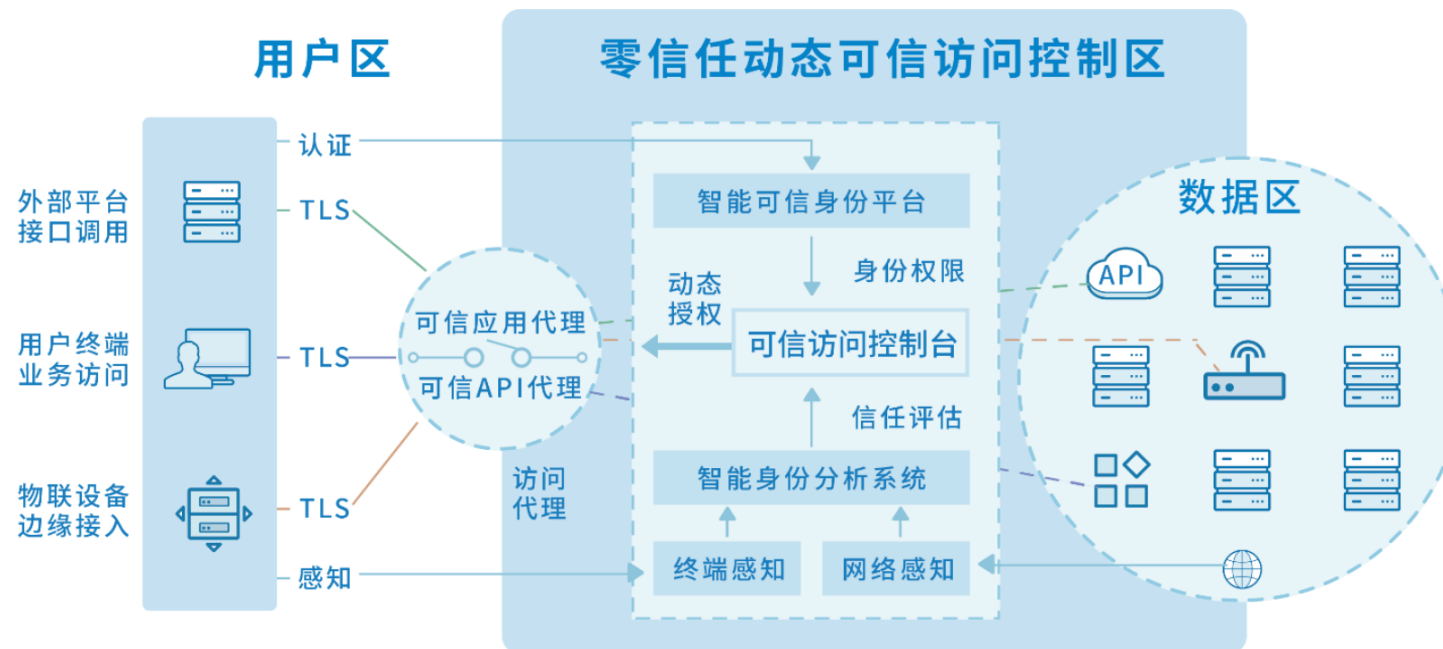 用户区
零信任动态可信访问控制区
认证
外部平台
接口调用
TLS
用户终端
业务访问
TLS
物联设备
边缘接入
TLS
感知
可信应用代理
可信API代理
访问
代理
智能可信身份平台
身份权限
动态
授权
可信访问控制台
信任评估
智能身份分析系统
终端感知
网络感知
数据区
API